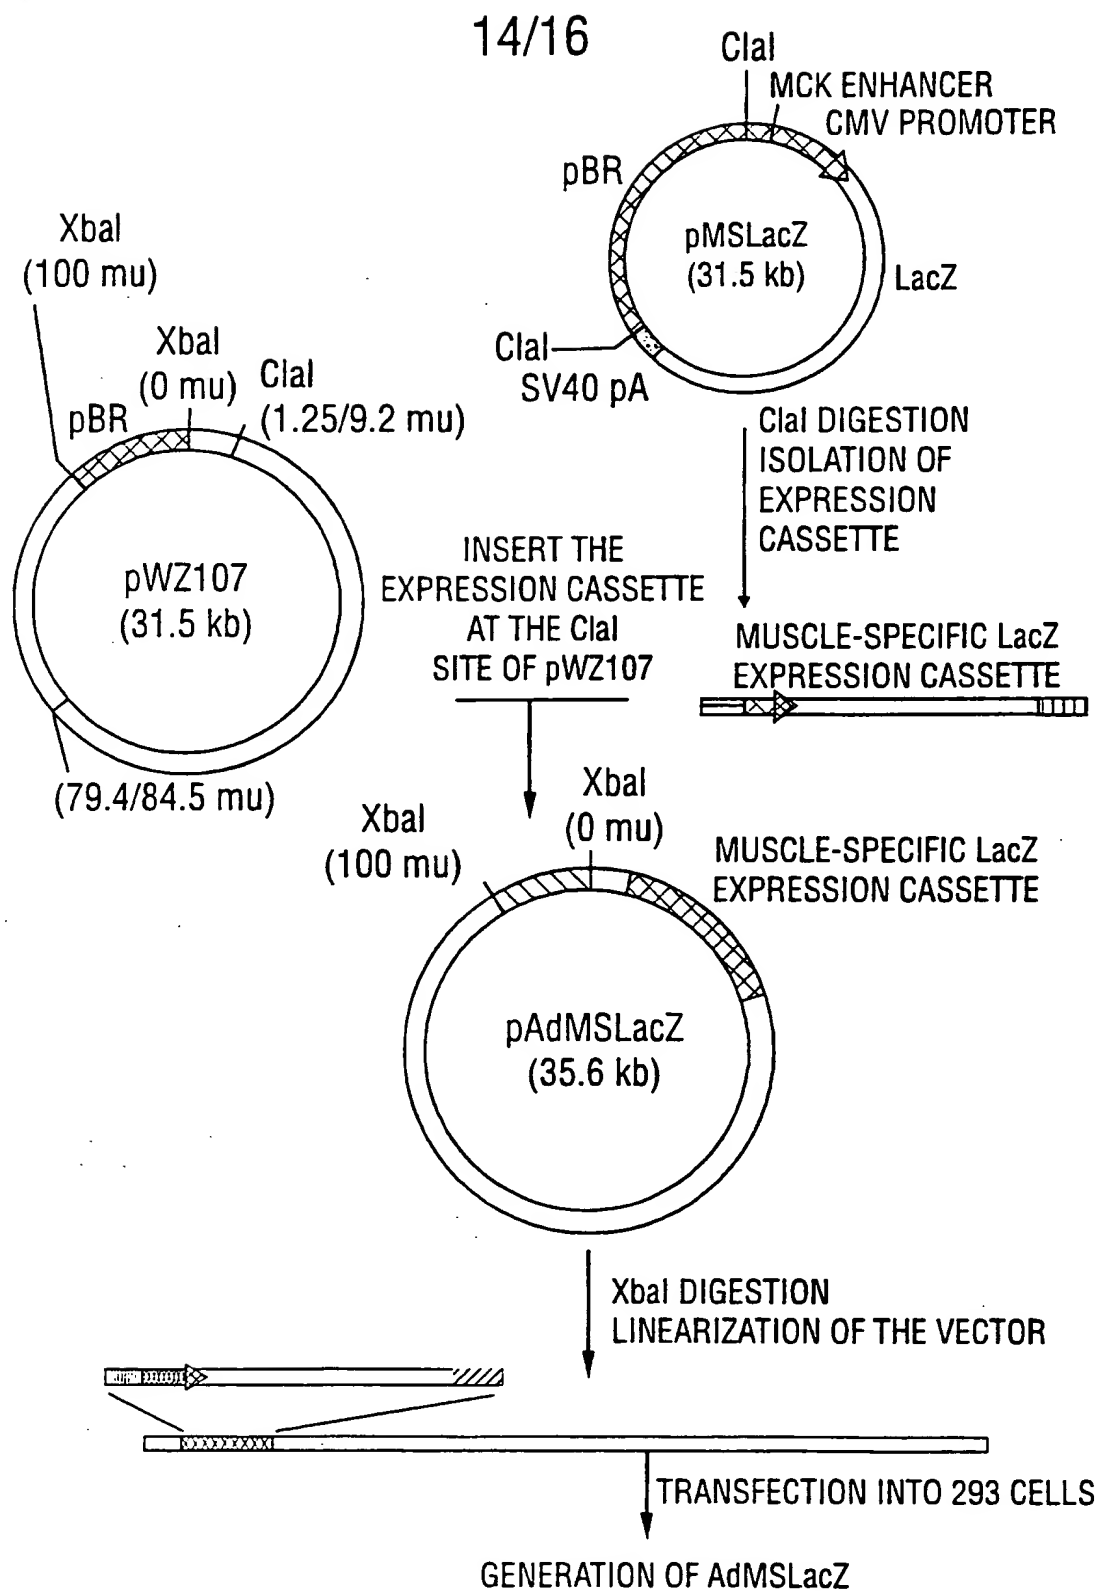 14/16
ClaI
MCK ENHANCER
CMV PROMOTER
pBR
pMSLacZ
(31.5 kb)
LacZ
ClaI
SV40 pA
XbaI
(100 mu)
XbaI
(0 mu)
ClaI
(1.25/9.2 mu)
pBR
pWZ107
(31.5 kb)
(79.4/84.5 mu)
ClaI DIGESTION
ISOLATION OF
EXPRESSION
CASSETTE
INSERT THE
EXPRESSION CASSETTE
AT THE ClaI
SITE OF pWZ107
MUSCLE-SPECIFIC LacZ
EXPRESSION CASSETTE
XbaI
(100 mu)
XbaI
(0 mu)
MUSCLE-SPECIFIC LacZ
EXPRESSION CASSETTE
pAdMSLacZ
(35.6 kb)
XbaI DIGESTION
LINEARIZATION OF THE VECTOR
TRANSFECTION INTO 293 CELLS
GENERATION OF AdMSLacZ